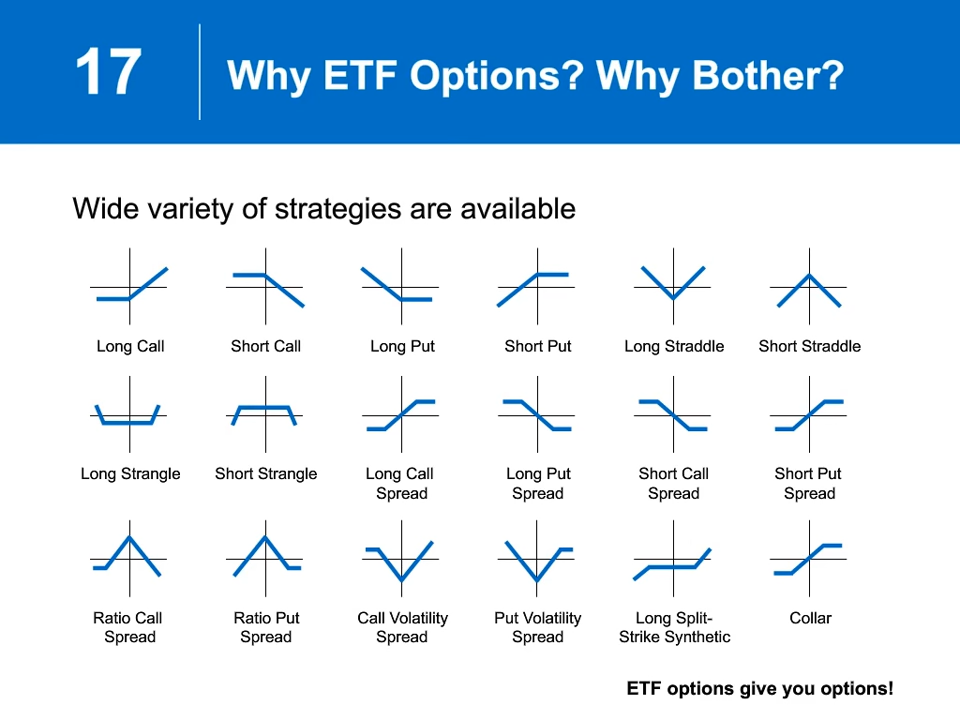 17
Why ETF Options? Why Bother?
Wide variety of strategies are available
Long Call
Short Call
Long Put
Short Put
Long Straddle
Short Straddle
Long Strangle
Short Strangle
Long Call
Spread
Long Put
Spread
Short Call
Spread
Short Put
Spread
Ratio Call
Spread
Ratio Put
Spread
Call Volatility
Spread
Put Volatility
Spread
Long Split-
Strike Synthetic
Collar
ETF options give you options!